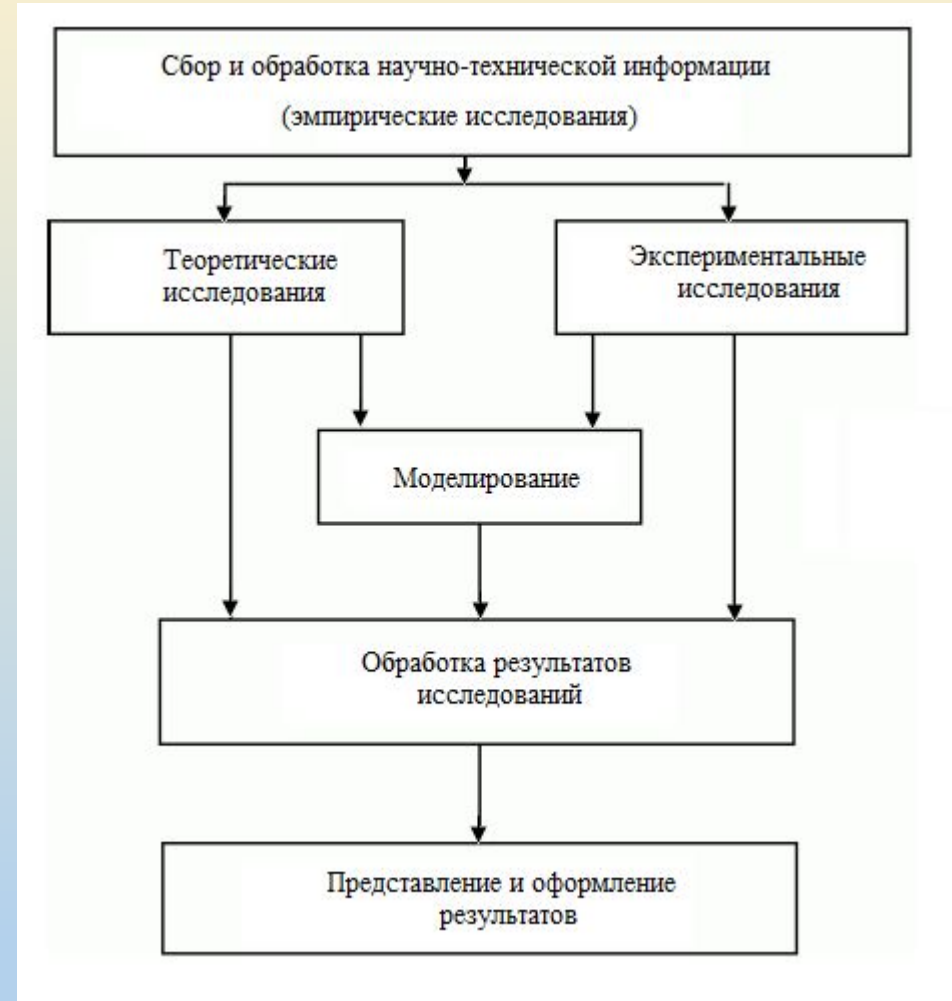 Сбор и обработка научно-технической информации
(эмпирические исследования)
Теоретические
исследования
Экспериментальные
исследования
Моделирование
Обработка результатов
исследований
Представление и оформление
результатов